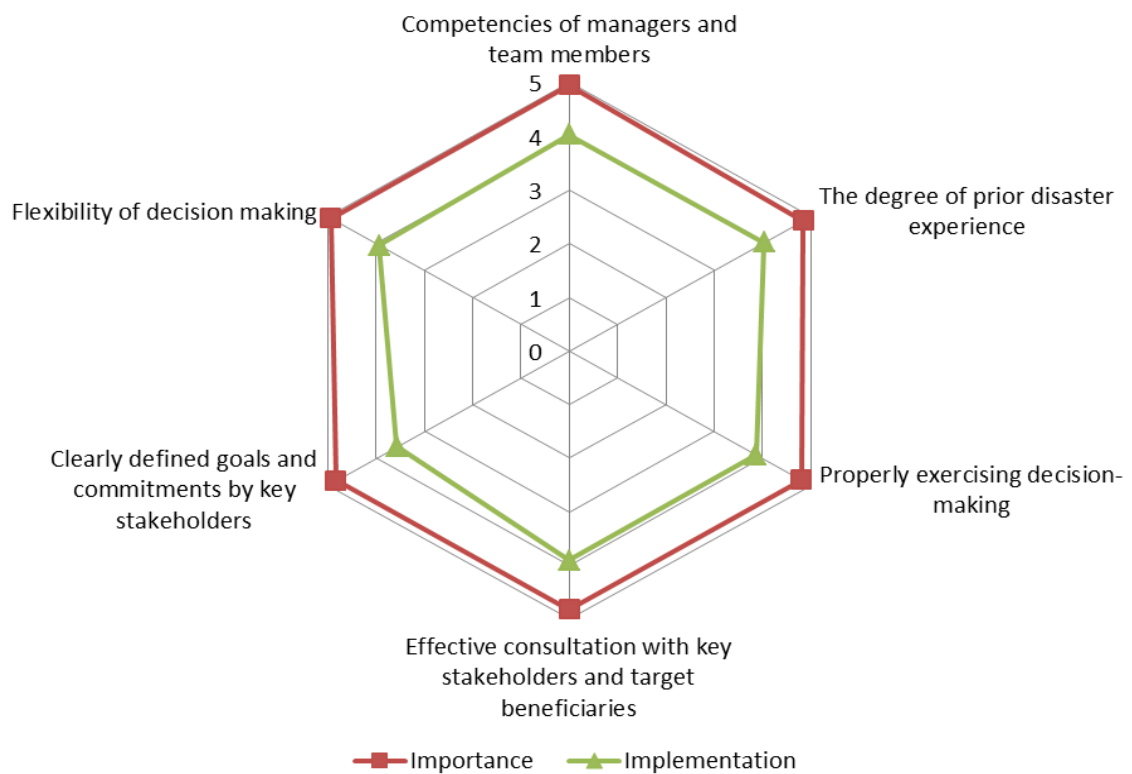 Competencies of managers and
team members
5
4
3
2
1
0
The degree of prior disaster
experience
Properly exercising decision-
making
Effective consultation with key
stakeholders and target
beneficiaries
Clearly defined goals and
commitments by key
stakeholders
Flexibility of decision making
Importance
Implementation